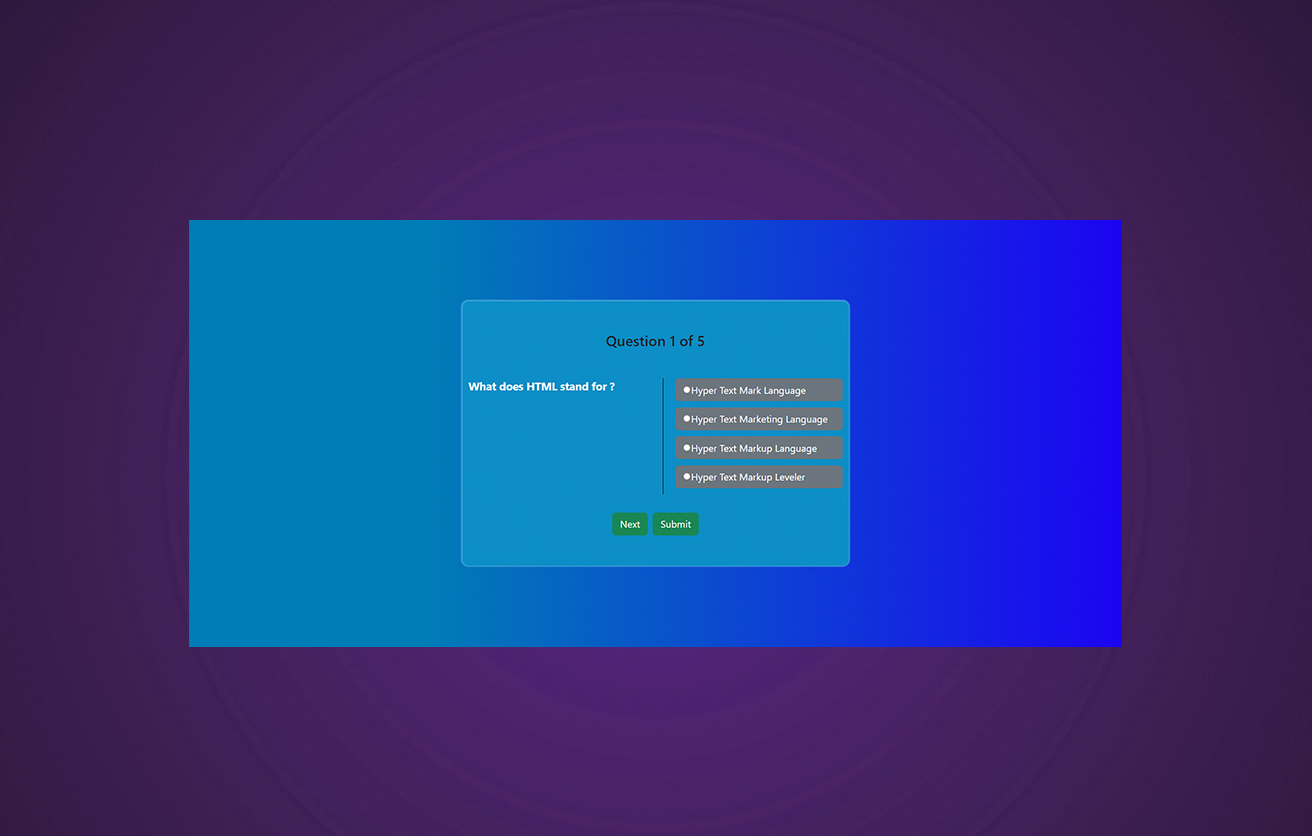 Question 1 of 5
What does HTML stand for ?
Hyper Text Mark Language
Hyper Text Marketing Language
Hyper Text Markup Language
Hyper Text Markup Leveler
Next Submit